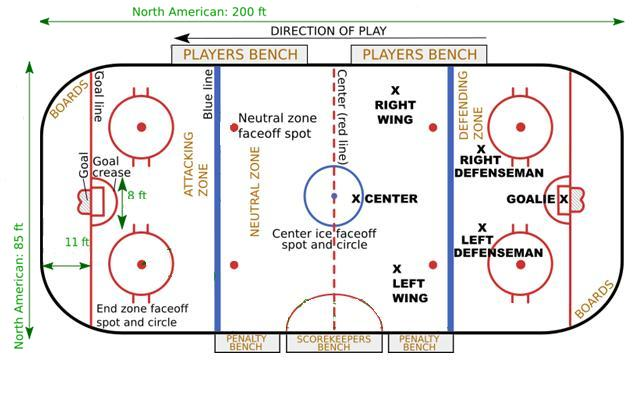 North American: 200 ft
DIRECTION OF PLAY
PLAYERS BENCH
PLAYERS BENCH
BOARDS
Goal line
Blue line
Center (red line)
DEFENDING
ZONE
X
RIGHT
WING
Neutral zone
faceoff spot
ATTACKING
ZONE
NEUTRAL ZONE
X
RIGHT
DEFENSEMAN
Goal
Goal
crease
8 ft
X CENTER
GOALIE X
Center ice faceoff
spot and circle
X
LEFT
DEFENSEMAN
11 ft
X
LEFT
WING
North American: 85 ft
End zone faceoff
spot and circle
BOARDS
PENALTY
BENCH
SCOREKEEPERS
BENCH
PENALTY
BENCH